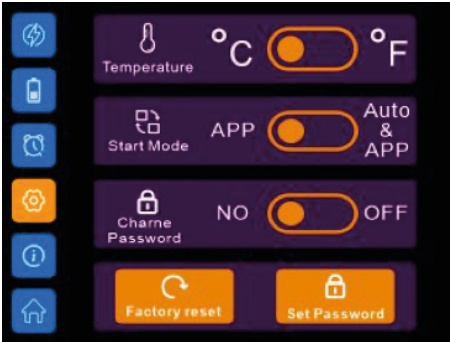 °C
°F
Temperature
Auto
APP
&
Start Mode
APP
NO
OFF
Charne
Password
Factory reset
Set Password